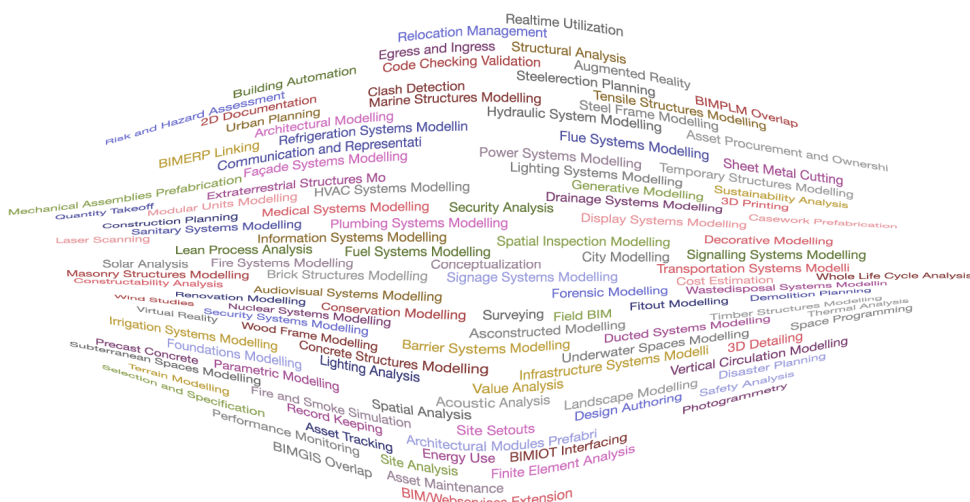 Realtime Utilization
Relocation Management
Egress and Ingress
Structural Analysis
Code Checking Validation
Augmented Reality
Building Automation
Steelerection Planning
Clash Detection
Risk and Hazard Assessment
2D Documentation
Marine Structures Modelling
Tensile Structures Modelling
BIMPLM Overlap
Urban Planning
Architectural Modelling
Steel Frame Modelling
Hydraulic System Modelling
Refrigeration Systems Modellin
Flue Systems Modelling
Asset Procurement and Ownershi
BIMERP Linking
Communication and Representati
Façade Systems Modelling
Power Systems Modelling
Temporary Structures Modelling
Sheet Metal Cutting
Mechanical Assemblies Prefabrication
Extraterrestrial Structures Mo
HVAC Systems Modelling
Lighting Systems Modelling
Generative Modelling
Sustainability Analysis
3D Printing
Quantity Takeoff
Modular Units Modelling
Medical Systems Modelling
Security Analysis
Drainage Systems Modelling
Casework Prefabrication
Construction Planning
Sanitary Systems Modelling
Plumbing Systems Modelling
Display Systems Modelling
Laser Scanning
Information Systems Modelling
Spatial Inspection Modelling
Decorative Modelling
Lean Process Analysis
Fuel Systems Modelling
City Modelling
Signalling Systems Modelling
Solar Analysis
Fire Systems Modelling
Conceptualization
Transportation Systems Modelli
Masonry Structures Modelling
Brick Structures Modelling
Signage Systems Modelling
Cost Estimation
Whole Life Cycle Analysis
Constructability Analysis
Audiovisual Systems Modelling
Forensic Modelling
Wastedisposal Systems Modellin
Wind Studies
Renovation Modelling
Conservation Modelling
Fitout Modelling
Demolition Planning
Nuclear Systems Modelling
Surveying
Field BIM
Timber Structures Modelling
Thermal Analysis
Virtual Reality
Security Systems Modelling
Asconstructed Modelling
Ducted Systems Modelling
Space Programming
Irrigation Systems Modelling
Wood Frame Modelling
Barrier Systems Modelling
Underwater Spaces Modelling
3D Detailing
Precast Concrete
Foundations Modelling
Concrete Structures Modelling
Infrastructure Systems Modelli
Vertical Circulation Modelling
Subterranean Spaces Modelling
Parametric Modelling
Lighting Analysis
Value Analysis
Disaster Planning
Terrain Modelling
Fire and Smoke Simulation
Acoustic Analysis
Landscape Modelling
Safety Analysis
Selection and Specification
Record Keeping
Spatial Analysis
Design Authoring
Photogrammetry
Performance Monitoring
Asset Tracking
Site Setouts
Architectural Modules Prefabri
BIMIOT Interfacing
BIMGIS Overlap
Site Analysis
Energy Use
Finite Element Analysis
Asset Maintenance
BIM/Webservices Extension